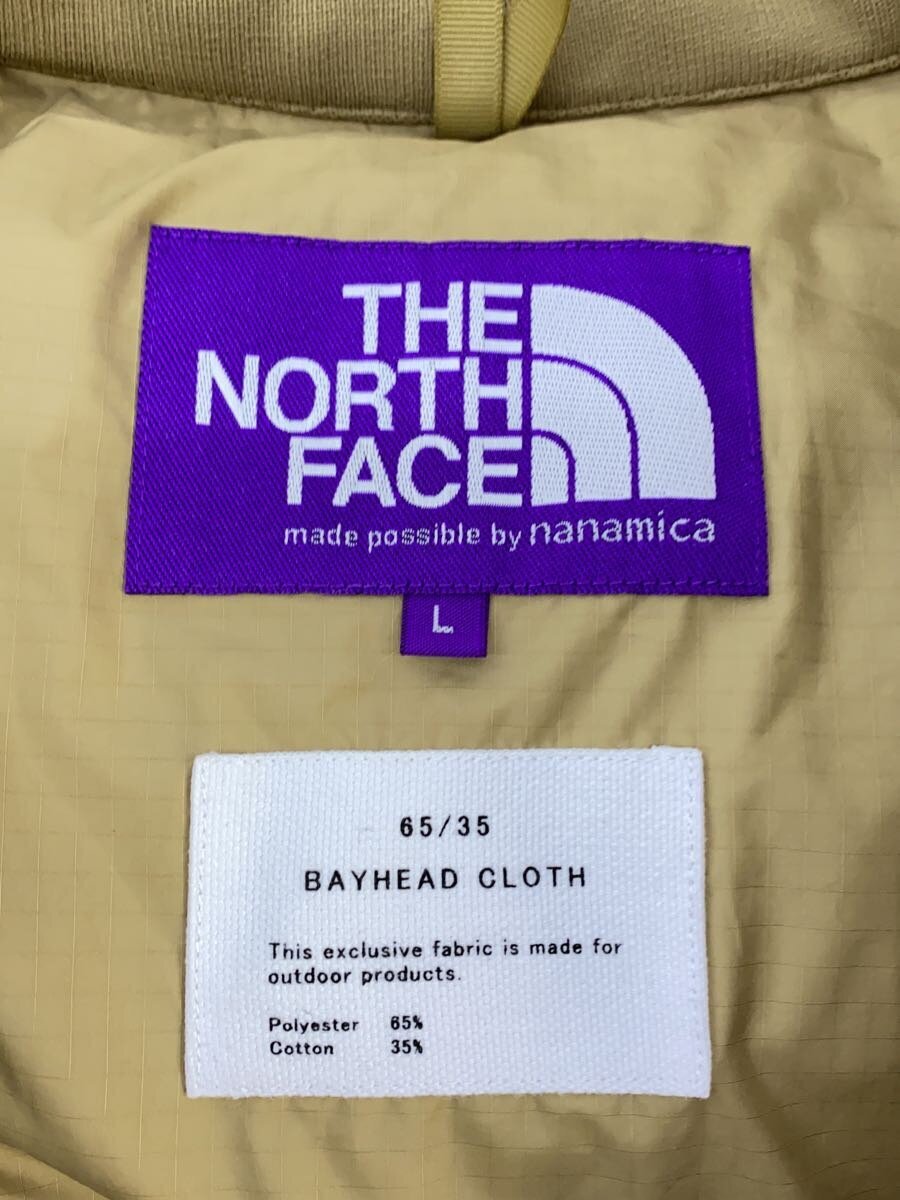 THE
NORTH
FACE
made possible by nanamica
L
65/35
BAYHEAD CLOTH
This exclusive fabric is made for
outdoor products.
Polyester 65%
Cotton 35%